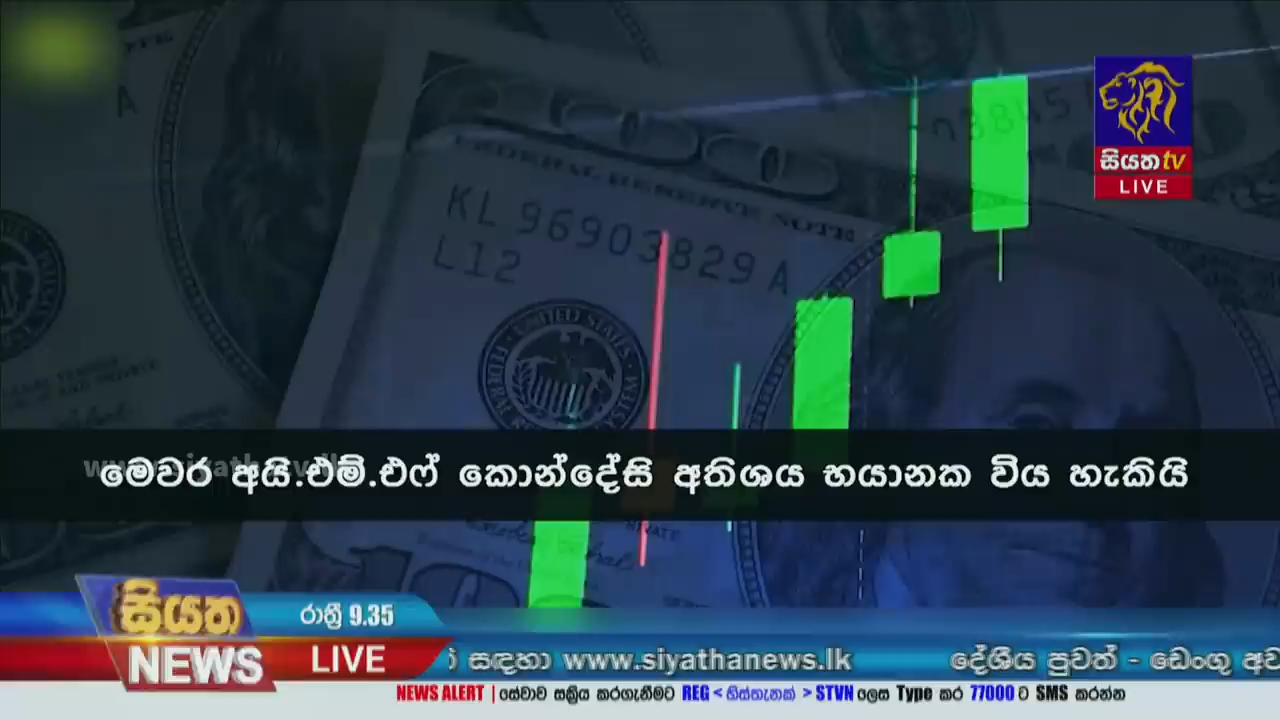 සියත tv
LIVE
FEDERAL RESERVE NOTE
KL 96903829 A
L12
මෙවර අයි.එම්.එෆ් කොන්දේසි අතිශය භයානක විය හැකියි
සියත
NEWS
රාත්‍රී 9.35
LIVE
සඳහා www.siyathanews.lk දේශීය පුවත් - ඩෙංගු අව
NEWS ALERT | සේවාව සක්‍රිය කරගැනීමට REG < හිස්තැනක් > STVN ලෙස Type කර 77000 ට SMS කරන්න